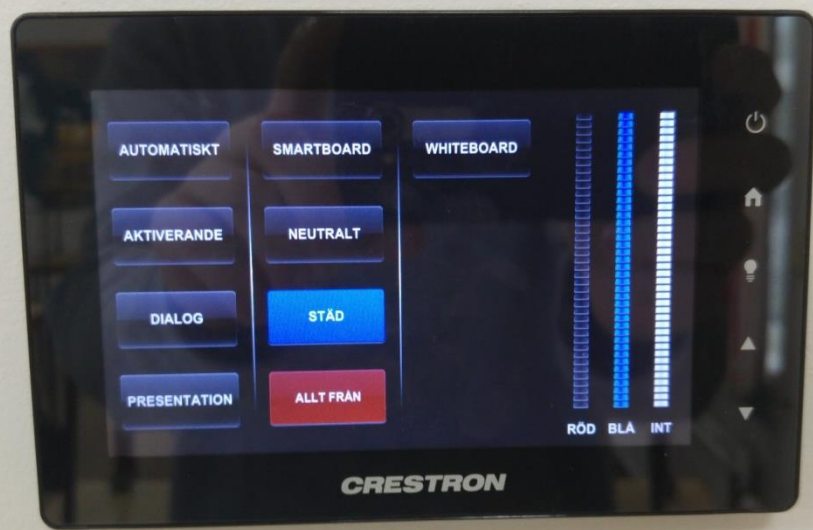 AUTOMATISKT
SMARTBOARD
WHITEBOARD
AKTIVERANDE
NEUTRALT
DIALOG
STÄD
PRESENTATION
ALLT FRÅN
RÖD
BLÅ
INT
CRESTRON